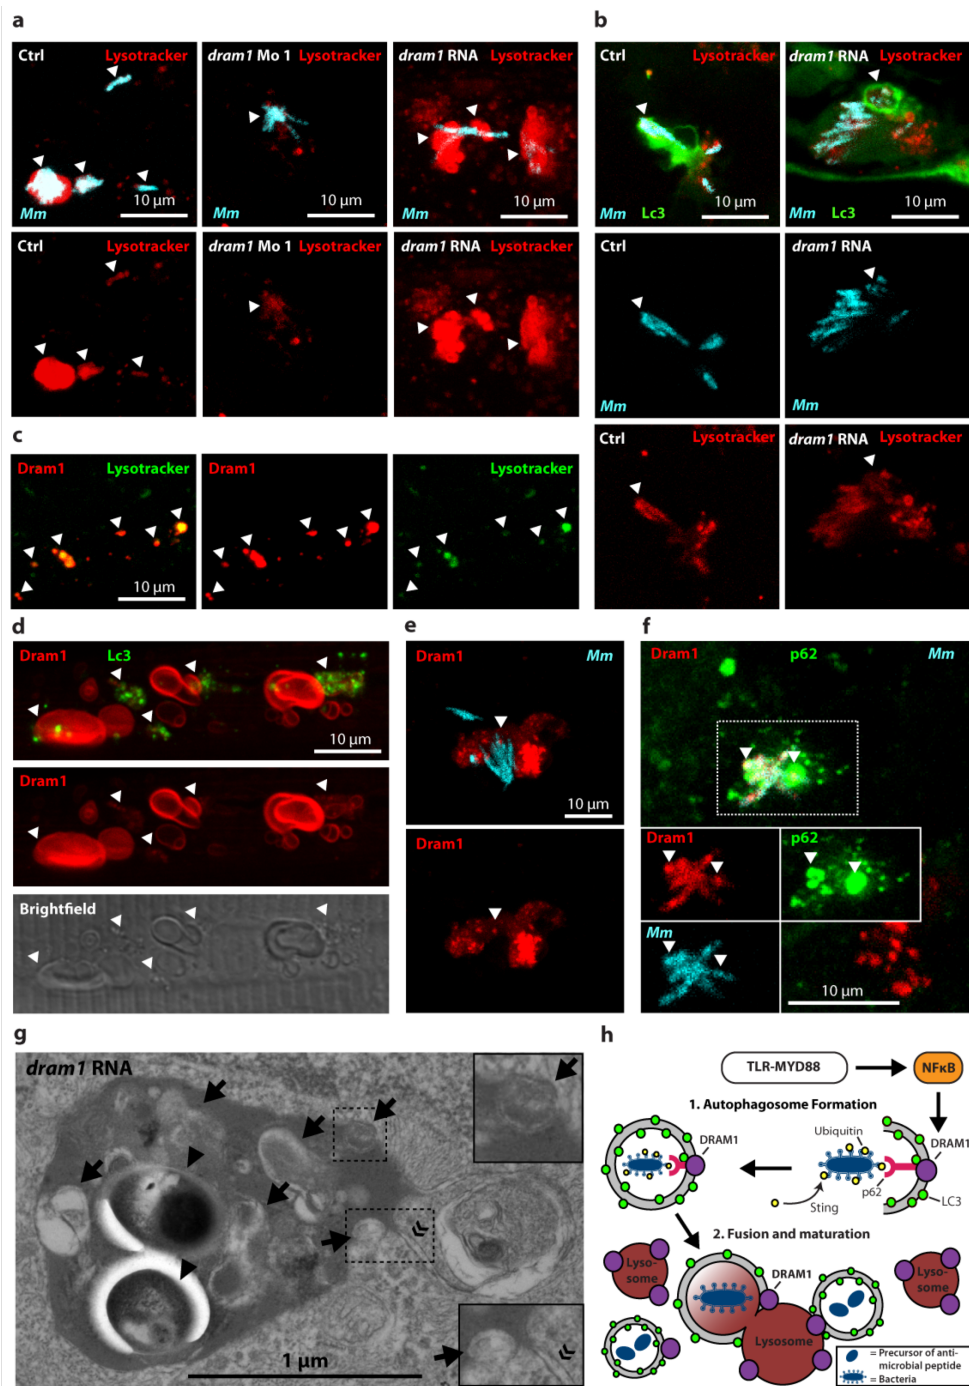 a
Ctrl Lysotracker
Mm 10 µm
dram1 Mo 1 Lysotracker
10 µm
dram1 RNA Lysotracker
10 µm
Ctrl Lysotracker
dram1 Mo 1 Lysotracker
dram1 RNA Lysotracker
b
Ctrl Lysotracker
10 µm
Mm Lc3
dram1 RNA Lysotracker
10 µm
Mm Lc3
Ctrl
Mm
dram1 RNA
Mm
Ctrl Lysotracker
dram1 RNA Lysotracker
c
Dram1 Lysotracker
10 µm
Dram1
Lysotracker
d
Dram1 Lc3
10 µm
Dram1
Brightfield
e
Dram1 Mm
10 µm
Dram1
f
Dram1 p62 Mm
Dram1
p62
Mm
10 µm
g
dram1 RNA
1 µm
h
TLR-MYD88
NFκB
1. Autophagosome Formation
DRAM1
Ubiquitin
DRAM1
p62
Sting
LC3
2. Fusion and maturation
Lyso-
some
DRAM1
Lysosome
Lyso-
some
= Precursor of anti-
microbial peptide
= Bacteria